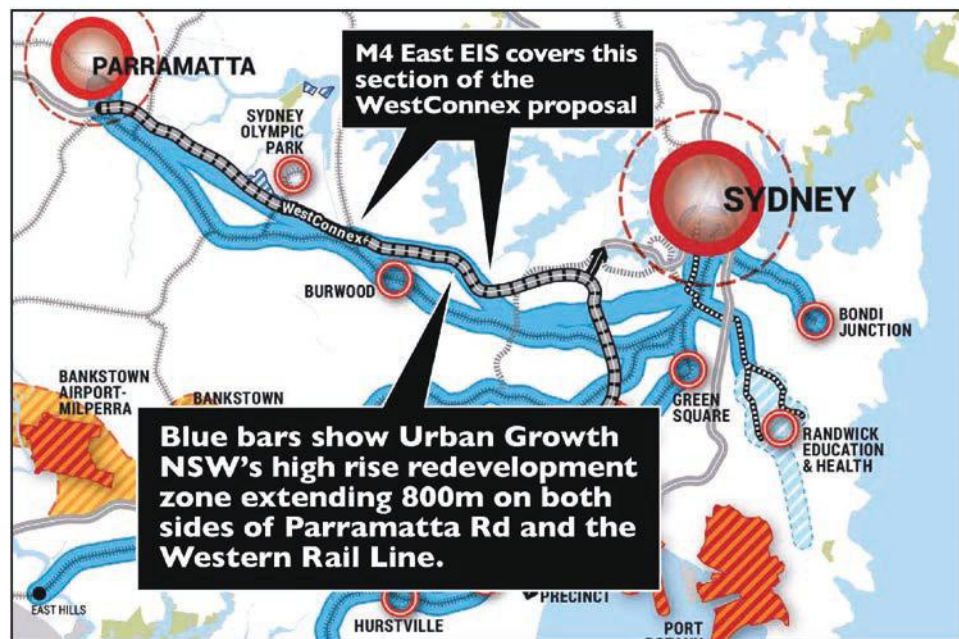 PARRAMATTA
M4 East EIS covers this
section of the
WestConnex proposal
SYDNEY
OLYMPIC
PARK
SYDNEY
WestConnex
BURWOOD
BONDI
JUNCTION
BANKSTOWN
AIRPORT-
MILPERRA
BANKSTOWN
GREEN
SQUARE
RANDWICK
EDUCATION
& HEALTH
Blue bars show Urban Growth
NSW's high rise redevelopment
zone extending 800m on both
sides of Parramatta Rd and the
Western Rail Line.
EAST HILLS
HURSTVILLE
PRECINCT
PORT